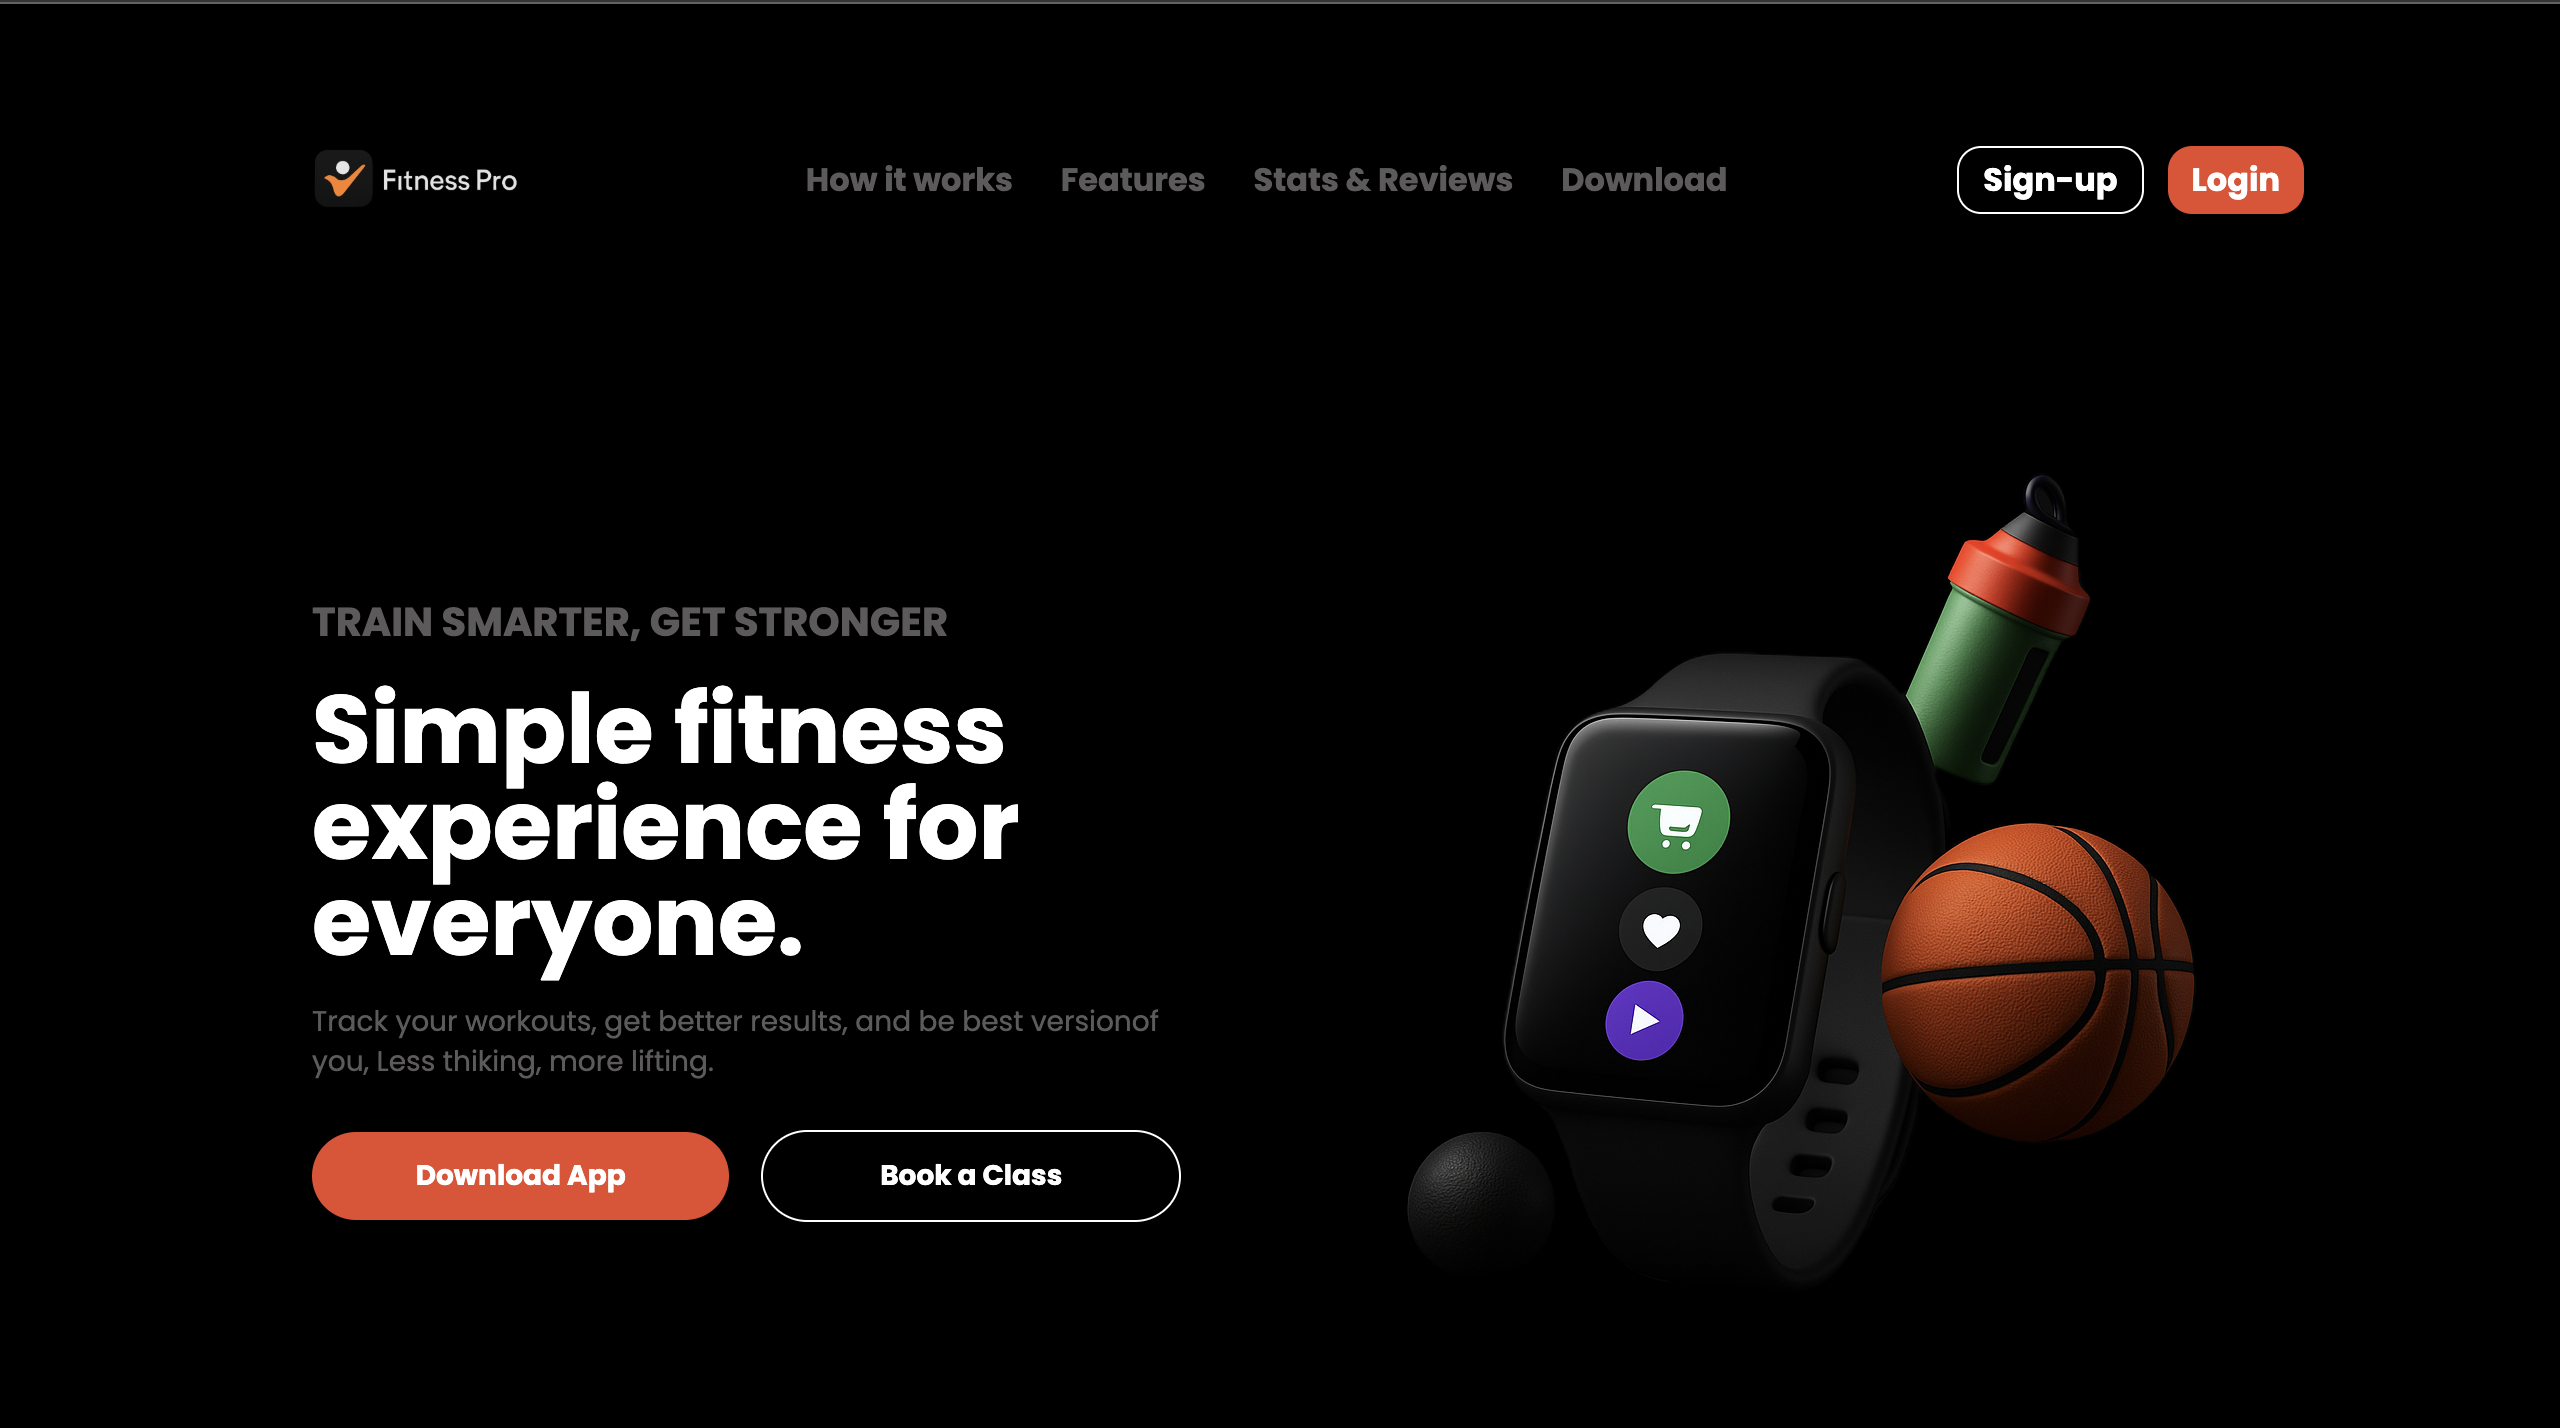 Fitness Pro
How it works
Features
Stats & Reviews
Download
Sign-up
Login
TRAIN SMARTER, GET STRONGER
Simple fitness
experience for
everyone.
Track your workouts, get better results, and be best versionof
you, Less thiking, more lifting.
Download App
Book a Class